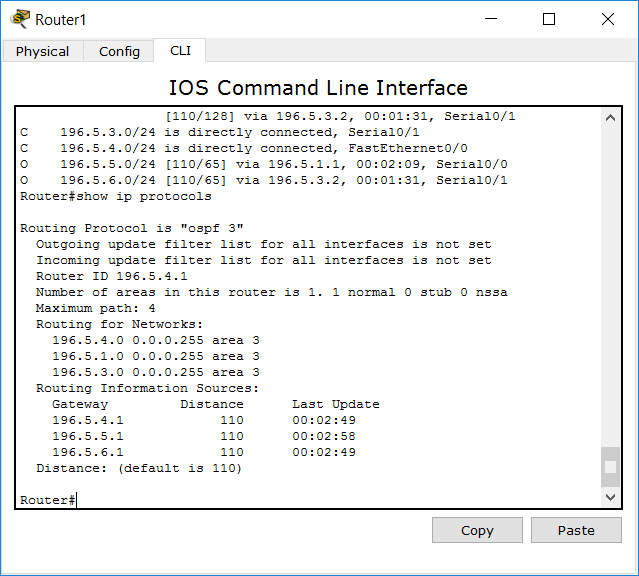 Router1
Physical Config CLI
IOS Command Line Interface
[110/128] via 196.5.3.2, 00:01:31, Serial0/1
C 196.5.3.0/24 is directly connected, Serial0/1
C 196.5.4.0/24 is directly connected, FastEthernet0/0
O 196.5.5.0/24 [110/65] via 196.5.1.1, 00:02:09, Serial0/0
O 196.5.6.0/24 [110/65] via 196.5.3.2, 00:01:31, Serial0/1
Router#show ip protocols
Routing Protocol is "ospf 3"
Outgoing update filter list for all interfaces is not set
Incoming update filter list for all interfaces is not set
Router ID 196.5.4.1
Number of areas in this router is 1. 1 normal 0 stub 0 nssa
Maximum path: 4
Routing for Networks:
196.5.4.0 0.0.0.255 area 3
196.5.1.0 0.0.0.255 area 3
196.5.3.0 0.0.0.255 area 3
Routing Information Sources:
Gateway Distance Last Update
196.5.4.1 110 00:02:49
196.5.5.1 110 00:02:58
196.5.6.1 110 00:02:49
Distance: (default is 110)
Router#
Copy Paste